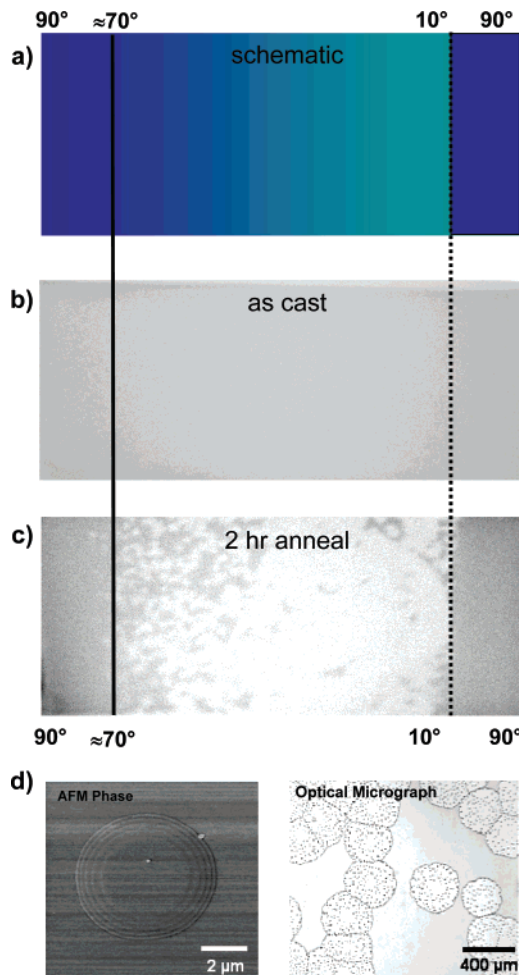 90° ≈70° 10° 90°
a) schematic
b) as cast
c) 2 hr anneal
90° ≈70° 10° 90°
d) AFM Phase Optical Micrograph
2 μm 400 μm